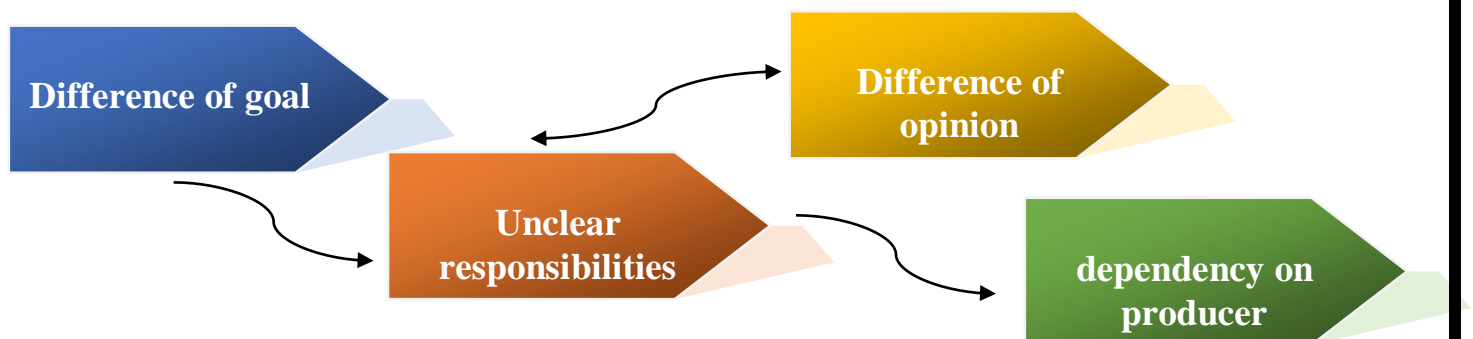 Difference of goal
Difference of
opinion
Unclear
responsibilities
dependency on
producer